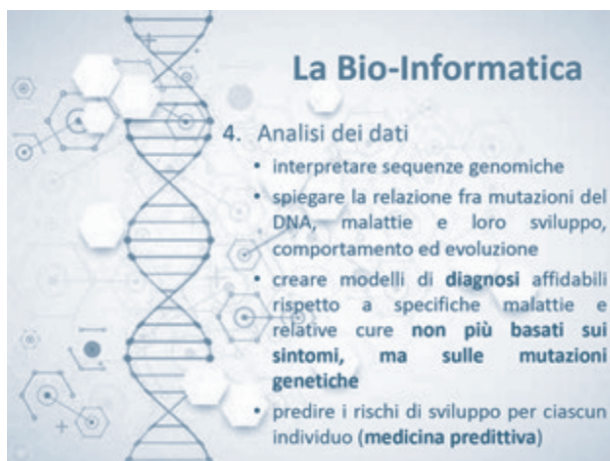 La Bio-Informatica
4. Analisi dei dati
• interpretare sequenze genomiche
• spiegare la relazione fra mutazioni del
DNA, malattie e loro sviluppo,
comportamento ed evoluzione
• creare modelli di diagnosi affidabili
rispetto a specifiche malattie e
relative cure non più basati sui
sintomi, ma sulle mutazioni
genetiche
• predire i rischi di sviluppo per ciascun
individuo (medicina predittiva)